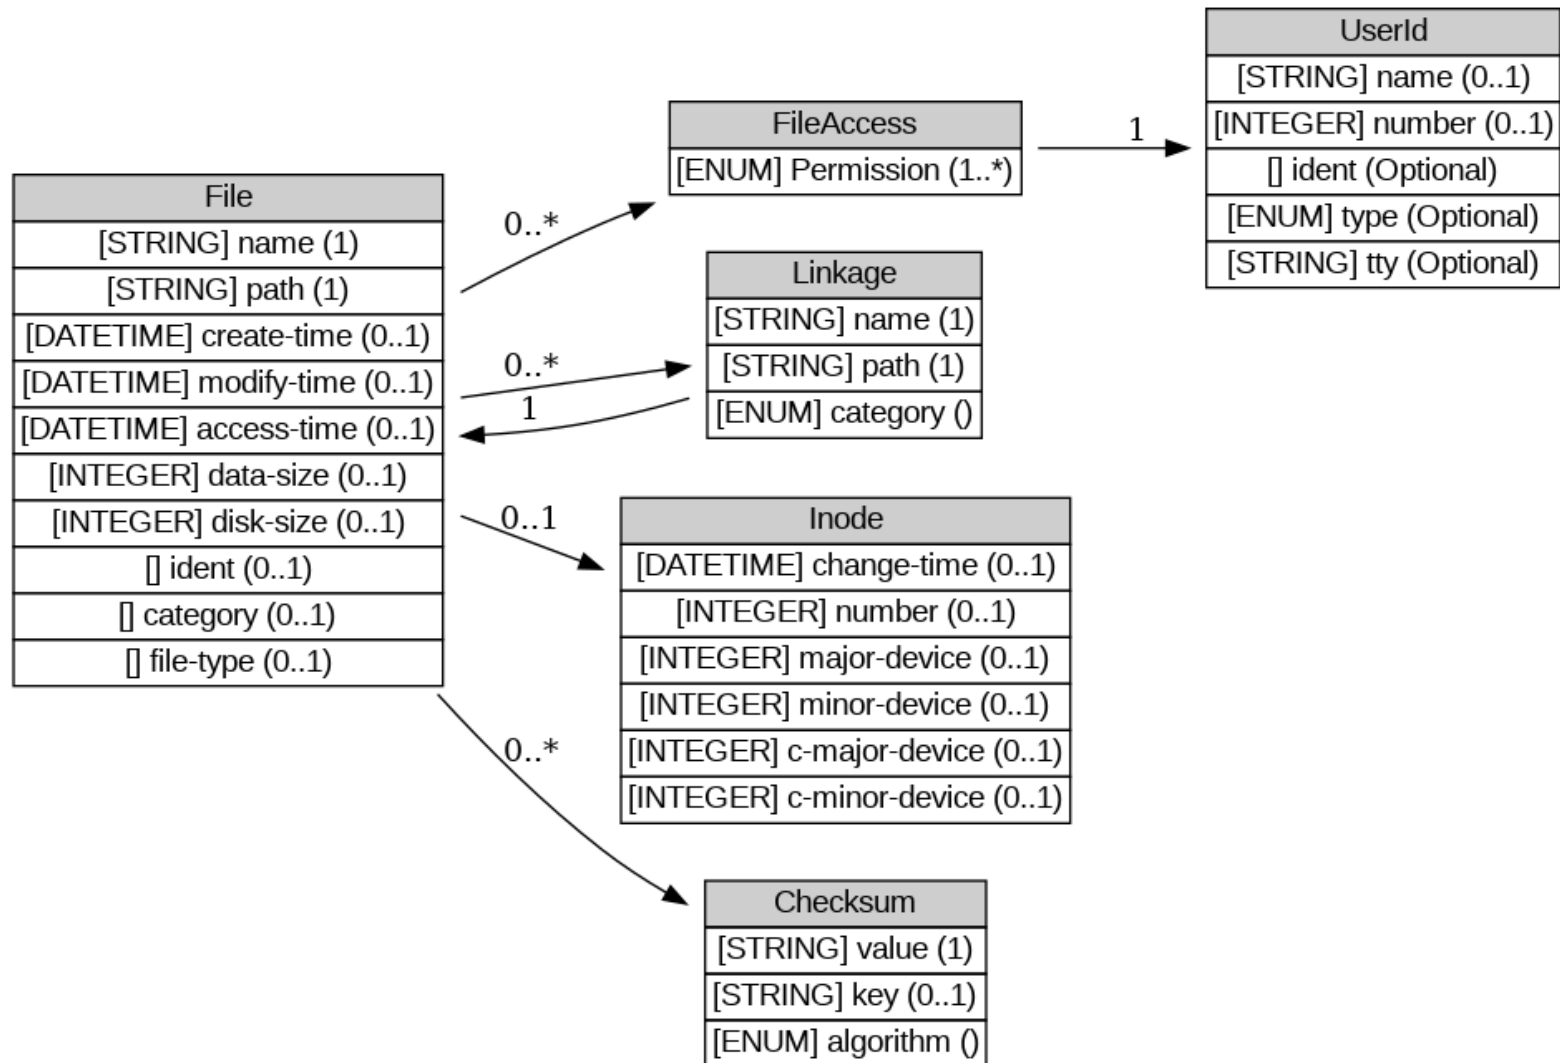 File
[STRING] name (1)
[STRING] path (1)
[DATETIME] create-time (0..1)
[DATETIME] modify-time (0..1)
[DATETIME] access-time (0..1)
[INTEGER] data-size (0..1)
[INTEGER] disk-size (0..1)
[] ident (0..1)
[] category (0..1)
[] file-type (0..1)
0..*
0..*
1
0..1
0..*
FileAccess
[ENUM] Permission (1..*)
1
UserId
[STRING] name (0..1)
[INTEGER] number (0..1)
[] ident (Optional)
[ENUM] type (Optional)
[STRING] tty (Optional)
Linkage
[STRING] name (1)
[STRING] path (1)
[ENUM] category ()
Inode
[DATETIME] change-time (0..1)
[INTEGER] number (0..1)
[INTEGER] major-device (0..1)
[INTEGER] minor-device (0..1)
[INTEGER] c-major-device (0..1)
[INTEGER] c-minor-device (0..1)
Checksum
[STRING] value (1)
[STRING] key (0..1)
[ENUM] algorithm ()